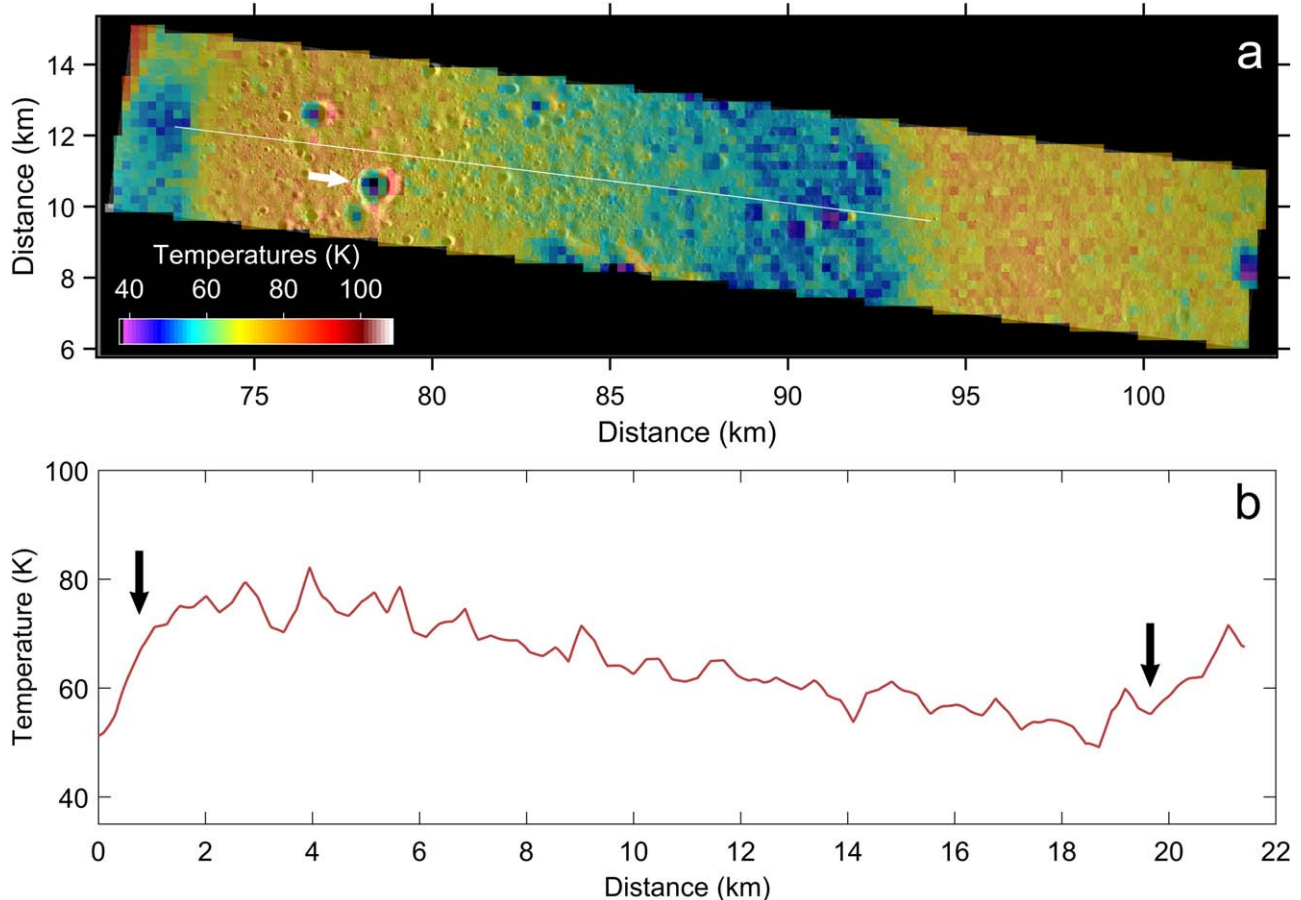 a
14
12
10
8
6
Distance (km)
Temperatures (K)
40 60 80 100
75 80 85 90 95 100
Distance (km)
b
100
80
60
40
Temperature (K)
0 2 4 6 8 10 12 14 16 18 20 22
Distance (km)